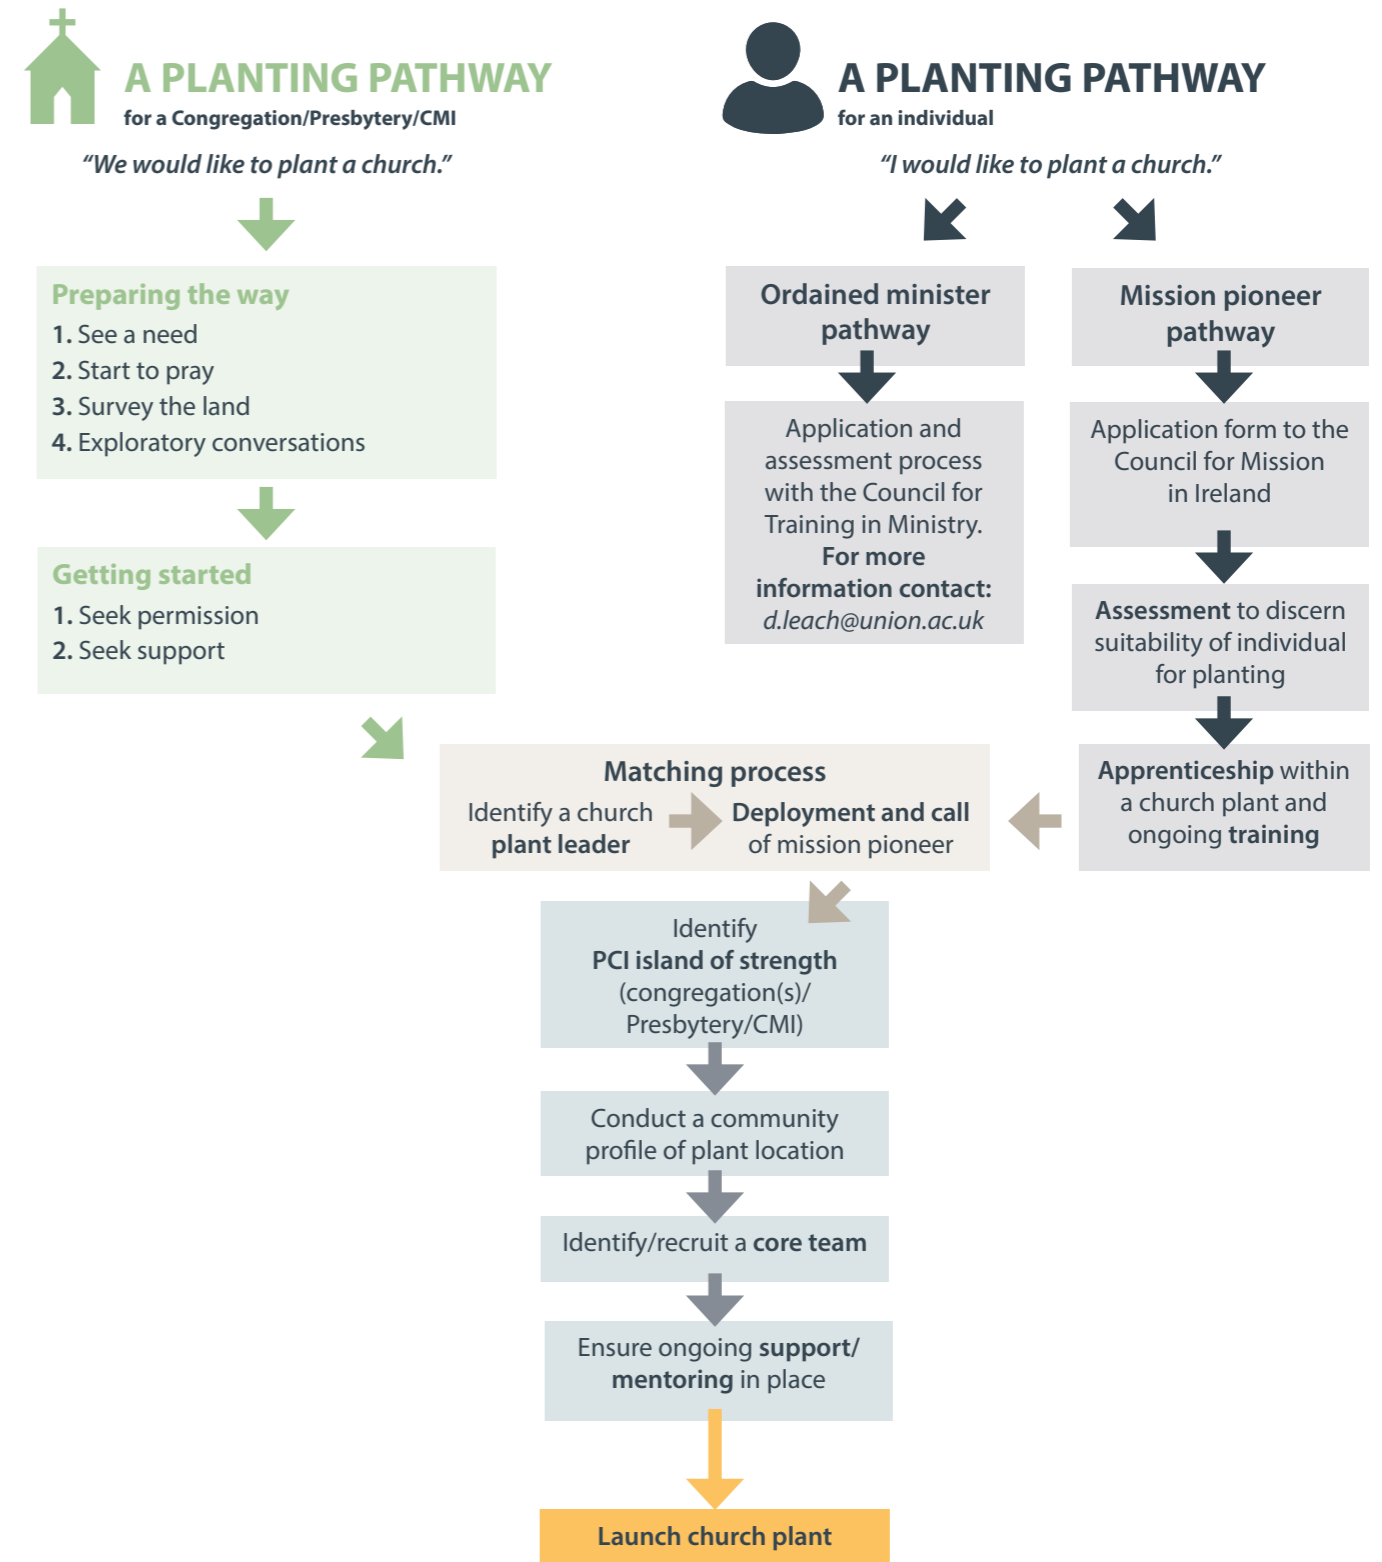 A PLANTING PATHWAY
for a Congregation/Presbytery/CMI
“We would like to plant a church.”
Preparing the way
1. See a need
2. Start to pray
3. Survey the land
4. Exploratory conversations
Getting started
1. Seek permission
2. Seek support
A PLANTING PATHWAY
for an individual
“I would like to plant a church.”
Ordained minister
pathway
Application and
assessment process
with the Council for
Training in Ministry.
For more
information contact:
d.leach@union.ac.uk
Mission pioneer
pathway
Application form to the
Council for Mission
in Ireland
Assessment to discern
suitability of individual
for planting
Apprenticeship within
a church plant and
ongoing training
Matching process
Identify a church
plant leader
Deployment and call
of mission pioneer
Identify
PCI island of strength
(congregation(s)/
Presbytery/CMI)
Conduct a community
profile of plant location
Identify/recruit a core team
Ensure ongoing support/
mentoring in place
Launch church plant